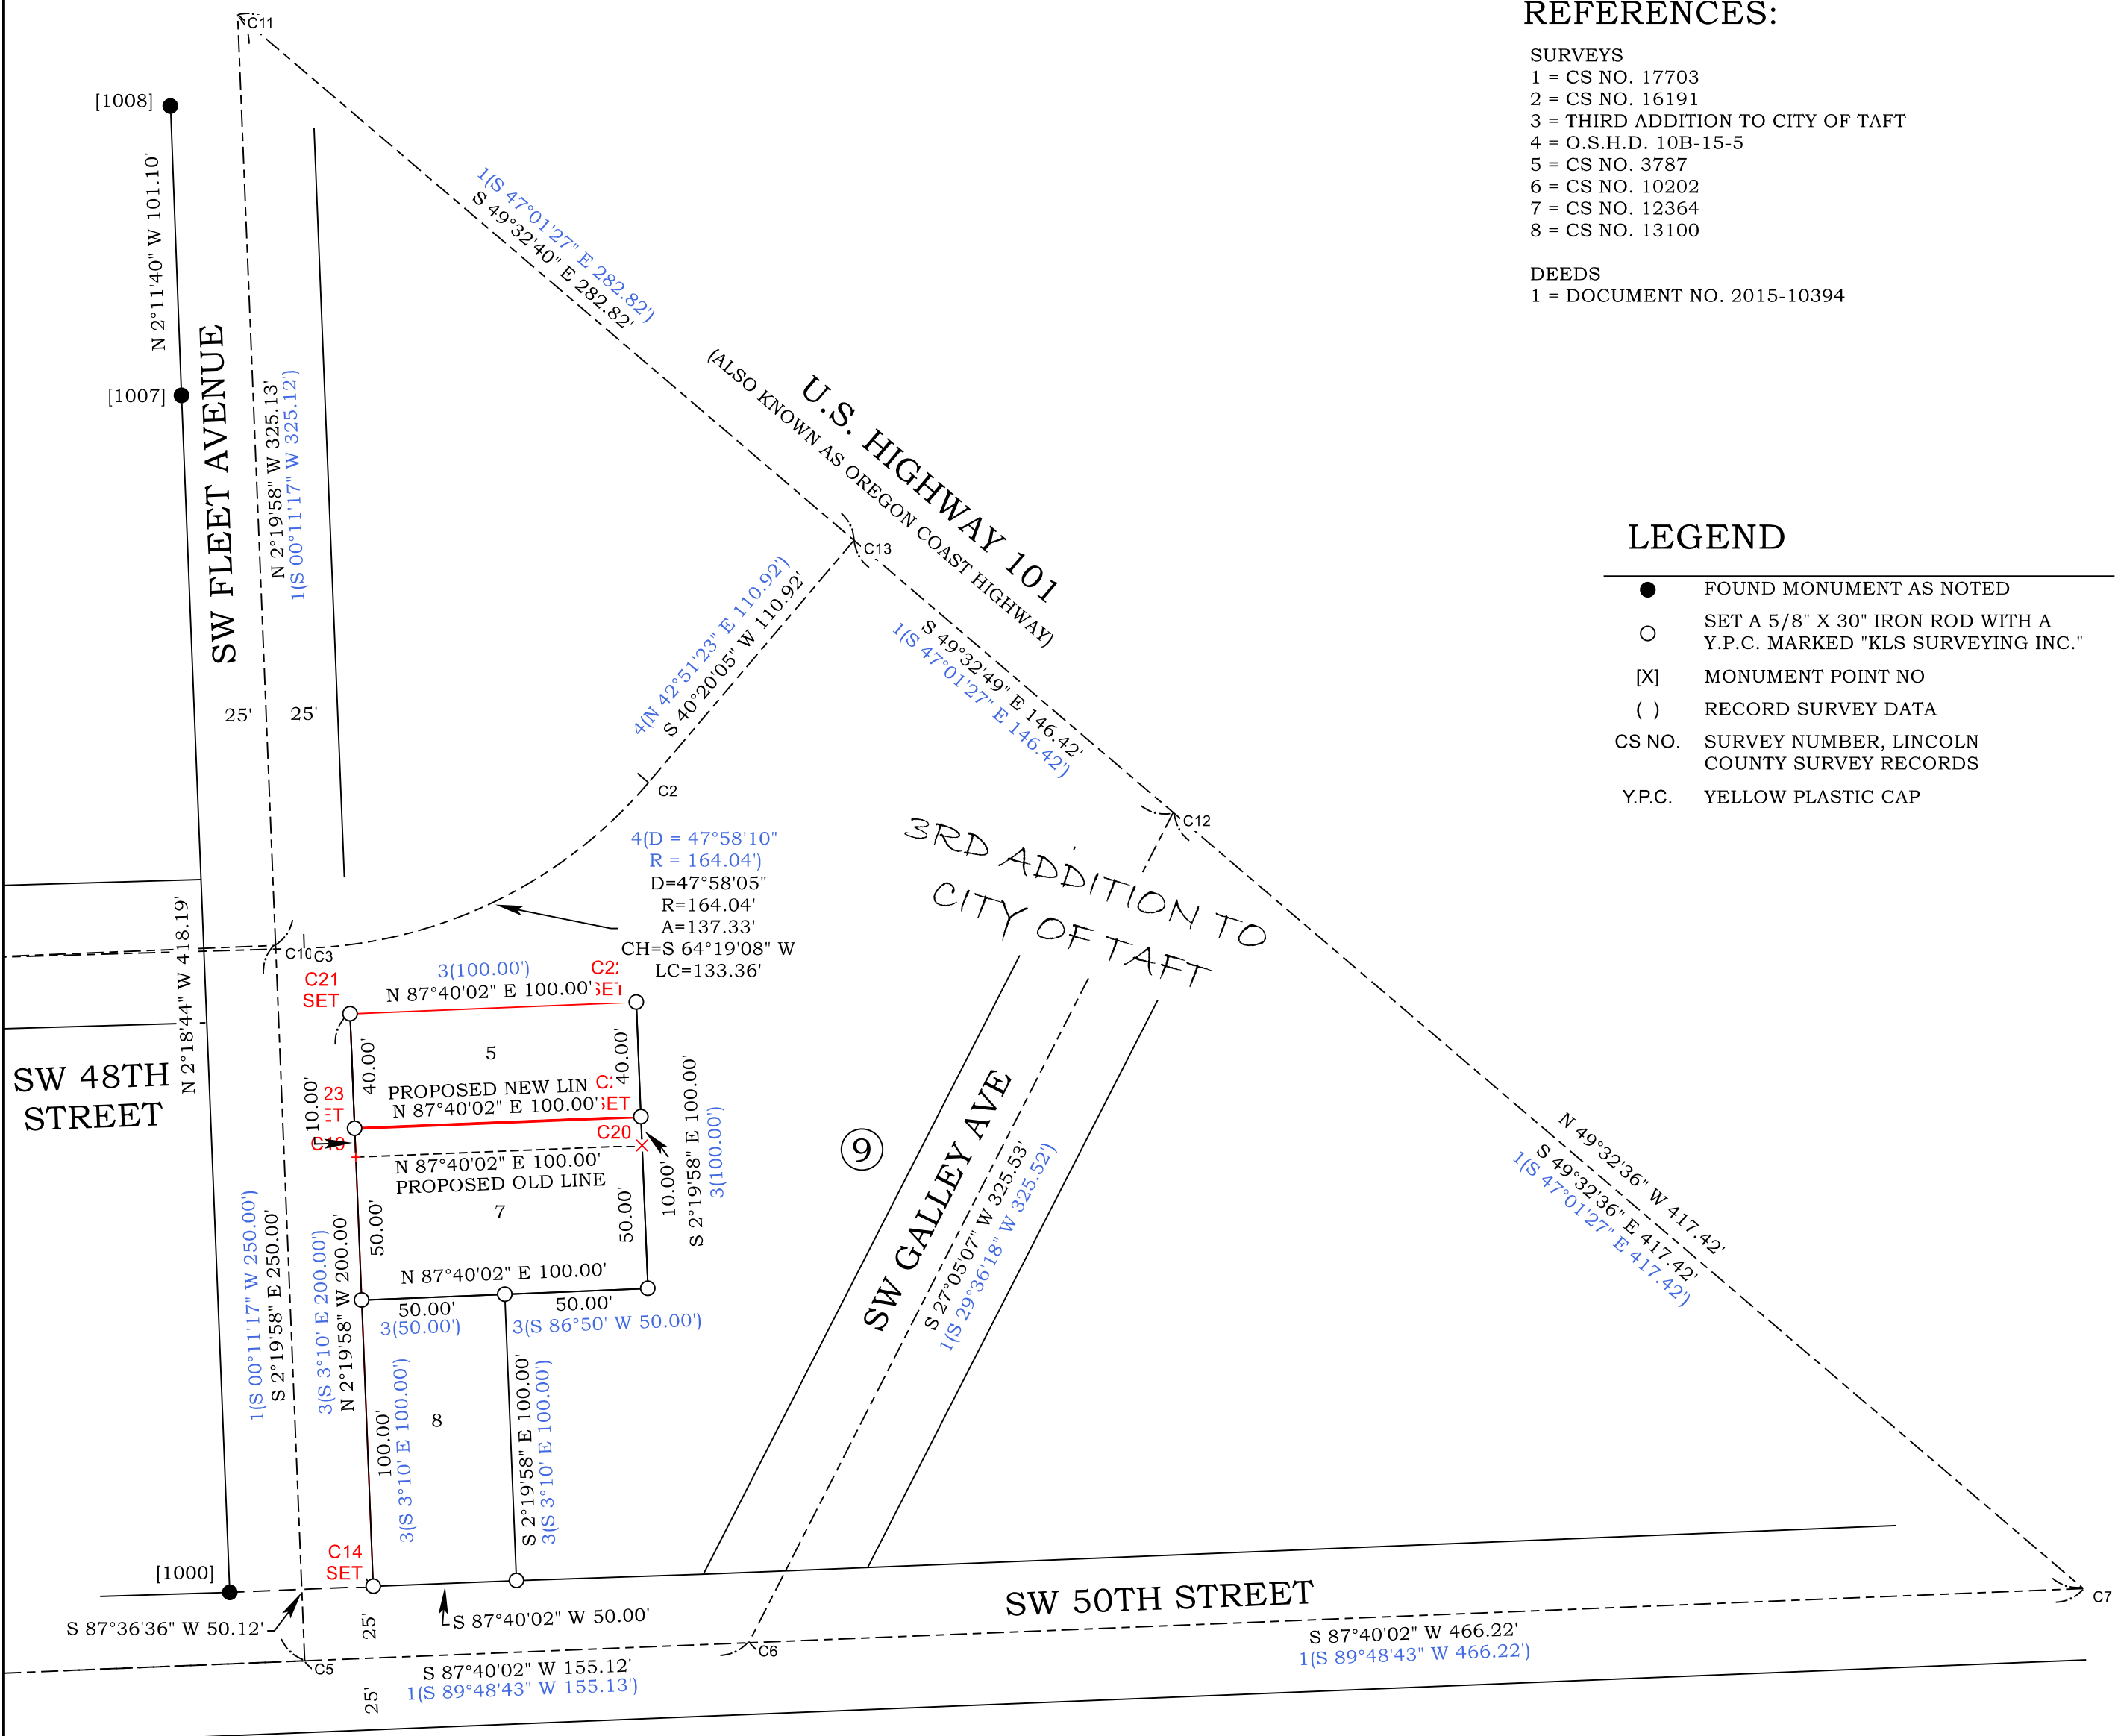 C11
[1008]
N 2°11'40" W 101.10'
[1007]
SW FLEET AVENUE
N 2°19'58" W 325.13'
1(S 00°11'17" W 325.12')
25'
25'
1(S 47°01'27" E 282.82')
S 49°32'40" E 282.82'
U.S. HIGHWAY 101
(ALSO KNOWN AS OREGON COAST HIGHWAY)
C13
4(N 42°51'23" E 110.92')
S 40°20'05" W 110.92'
C2
S 49°32'49" E 146.42'
1(S 47°01'27" E 146.42')
C12
REFERENCES:
SURVEYS
1 = CS NO. 17703
2 = CS NO. 16191
3 = THIRD ADDITION TO CITY OF TAFT
4 = O.S.H.D. 10B-15-5
5 = CS NO. 3787
6 = CS NO. 10202
7 = CS NO. 12364
8 = CS NO. 13100
DEEDS
1 = DOCUMENT NO. 2015-10394
LEGEND
FOUND MONUMENT AS NOTED
SET A 5/8" X 30" IRON ROD WITH A
Y.P.C. MARKED "KLS SURVEYING INC."
[X] MONUMENT POINT NO
( ) RECORD SURVEY DATA
CS NO. SURVEY NUMBER, LINCOLN
COUNTY SURVEY RECORDS
Y.P.C. YELLOW PLASTIC CAP
4(D = 47°58'10"
R = 164.04')
D=47°58'05"
R=164.04'
A=137.33'
CH=S 64°19'08" W
LC=133.36'
3RD ADDITION TO
CITY OF TAFT
N 2°18'44" W 418.19'
C10
C3
C21
SET
3(100.00')
N 87°40'02" E 100.00'
SET
40.00'
5
40.00'
SW 48TH
STREET
10.00'
23
PROPOSED NEW LIN
N 87°40'02" E 100.00'
SET
C20
N 87°40'02" E 100.00'
PROPOSED OLD LINE
7
50.00'
50.00'
10.00'
S 2°19'58" E 100.00'
3(100.00')
9
SW GALLEY AVE
S 27°05'07" W 325.53'
1(S 29°36'18" W 325.52')
N 49°32'36" W 417.42'
S 49°32'36" E 417.42'
1(S 47°01'27" E 417.42')
1(S 00°11'17" W 250.00')
S 2°19'58" E 250.00'
3(S 3°10' E 200.00')
N 2°19'58" W 200.00'
N 87°40'02" E 100.00'
50.00'
50.00'
3(50.00')
3(S 86°50' W 50.00')
100.00'
3(S 3°10' E 100.00')
8
S 2°19'58" E 100.00'
3(S 3°10' E 100.00')
C14
SET
[1000]
S 87°36'36" W 50.12'
25'
S 87°40'02" W 50.00'
SW 50TH STREET
C7
C5
C6
S 87°40'02" W 155.12'
1(S 89°48'43" W 155.13')
25'
S 87°40'02" W 466.22'
1(S 89°48'43" W 466.22')